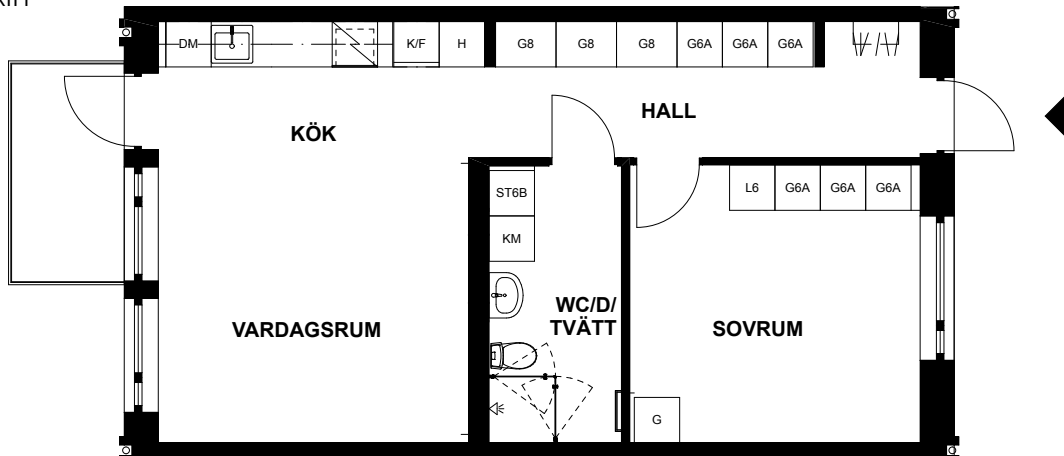 DM
K/F
H
G8
G8
G8
G6A
G6A
G6A
KÖK
HALL
ST6B
L6
G6A
G6A
G6A
KM
WC/D/
TVÄTT
VARDAGSRUM
SOVRUM
G